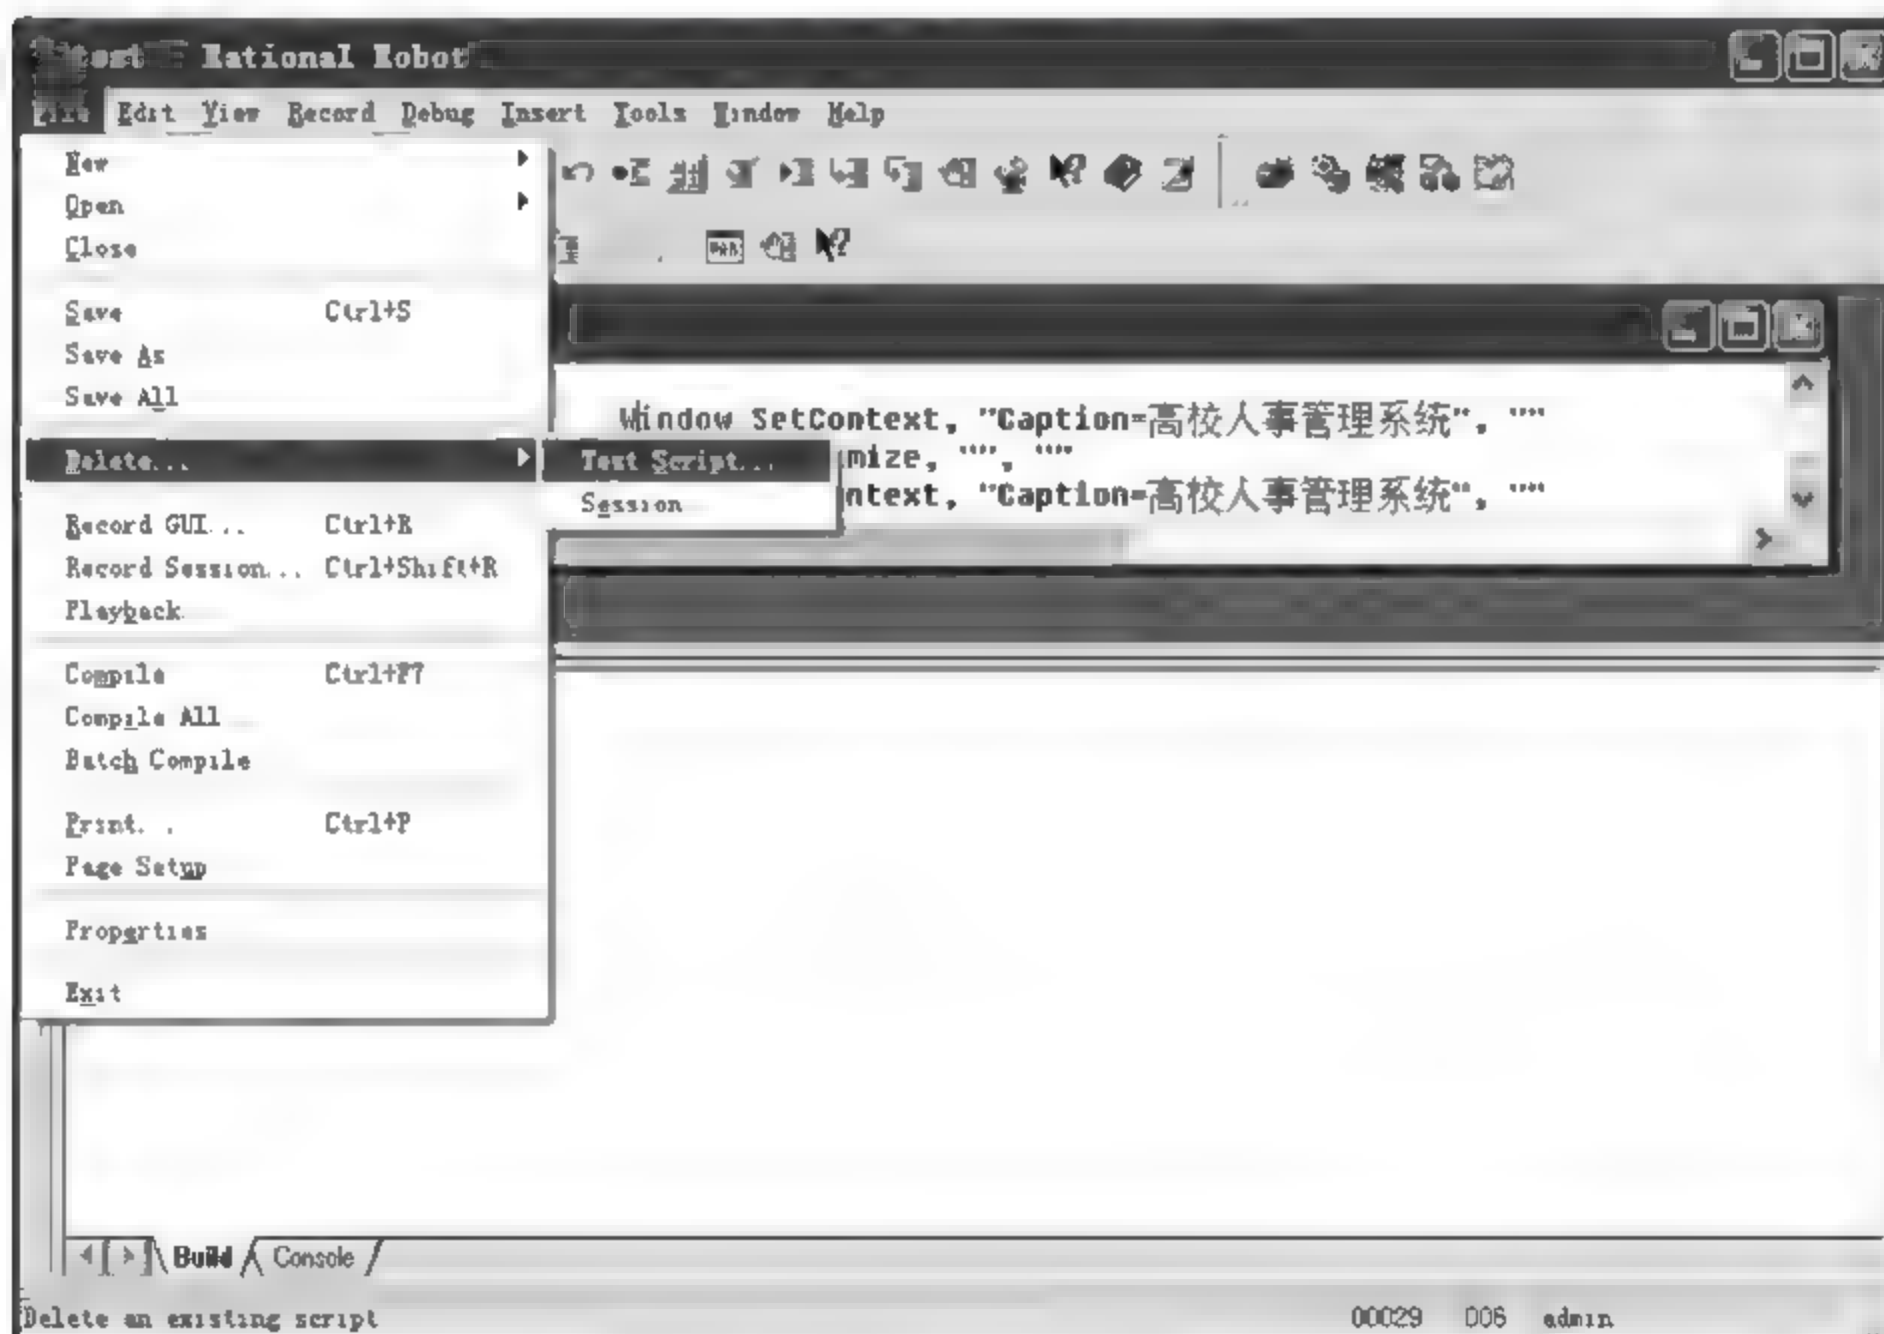 test - Rational Robot
File Edit View Record Debug Insert Tools Window Help
New
Open
Close
Save Ctrl+S
Save As
Save All
Window SetContext, "Caption=高校人事管理系统", ""
mize, "", ""
Delete... Test Script...
ntext, "Caption=高校人事管理系统", ""
Session
Record GUI... Ctrl+R
Record Session... Ctrl+Shift+R
Playback
Compile Ctrl+F7
Compile All
Batch Compile
Print... Ctrl+P
Page Setup
Properties
Exit
Build Console
Delete an existing script 00029 admin